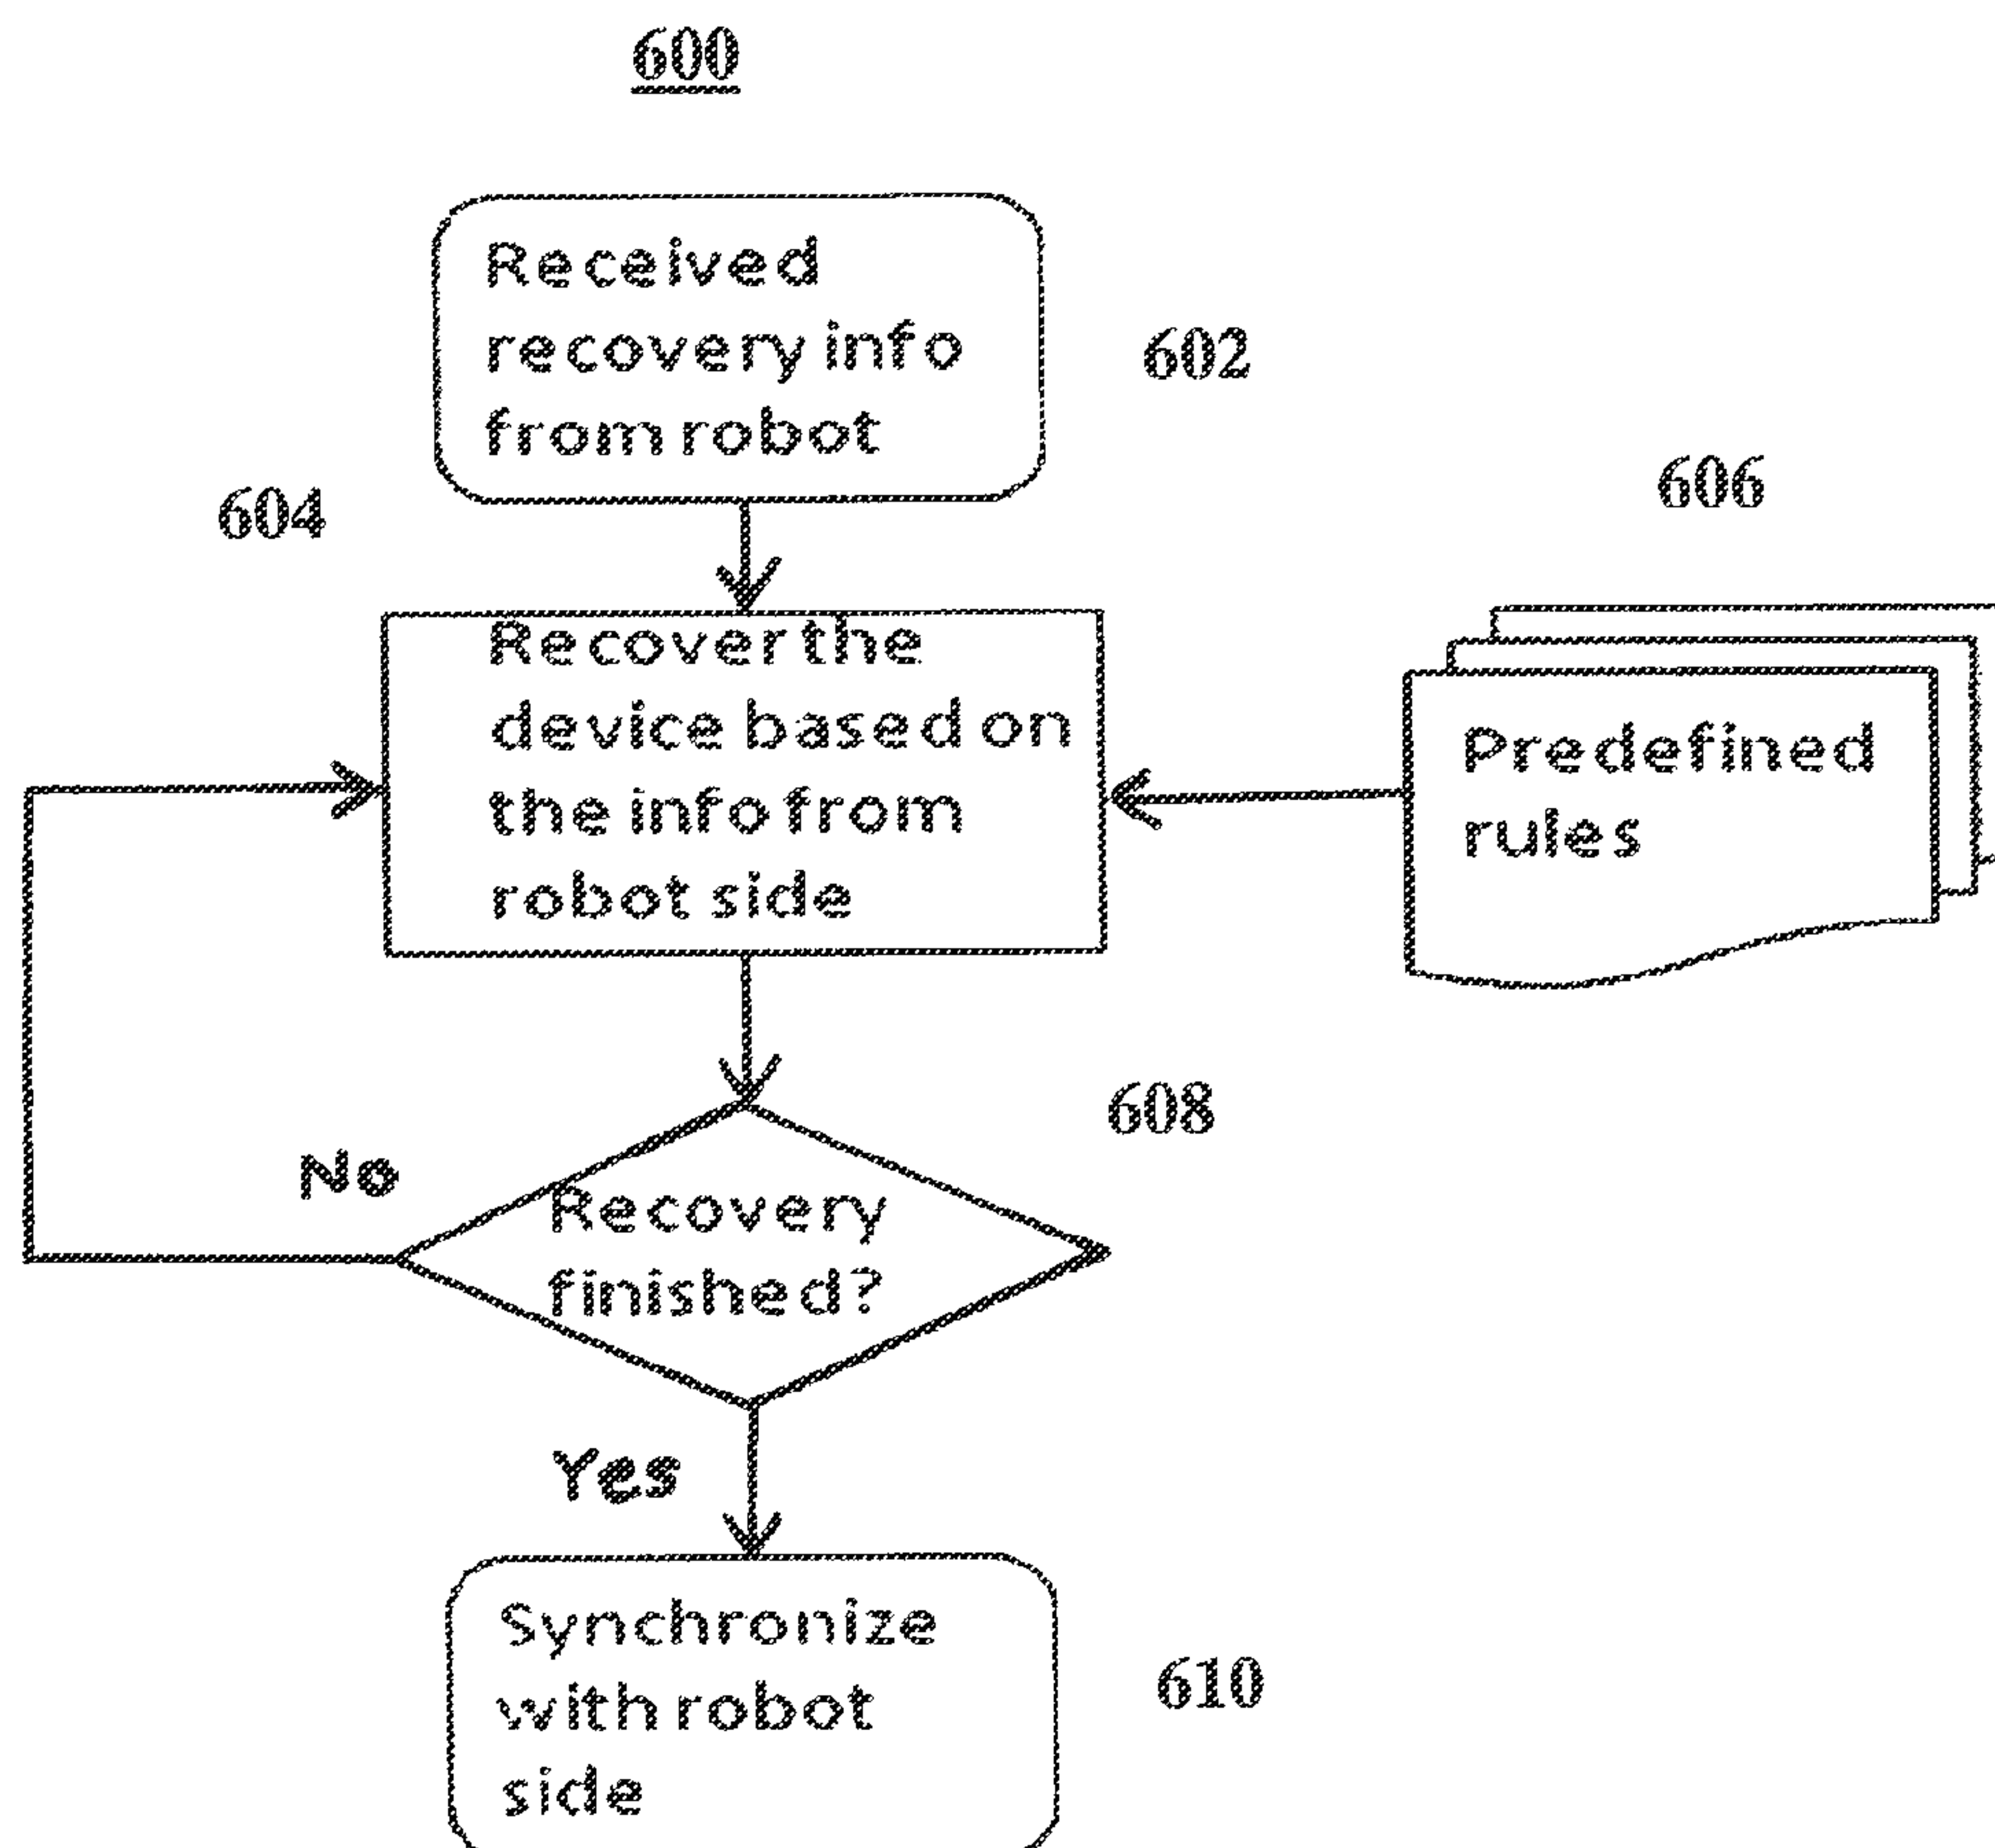 600
Received
recovery info
from robot
602
604
606
Recover the
device based on
the info from
robot side
Predefined
rules
608
No
Recovery
finished?
Yes
Synchronize
with robot
side
610